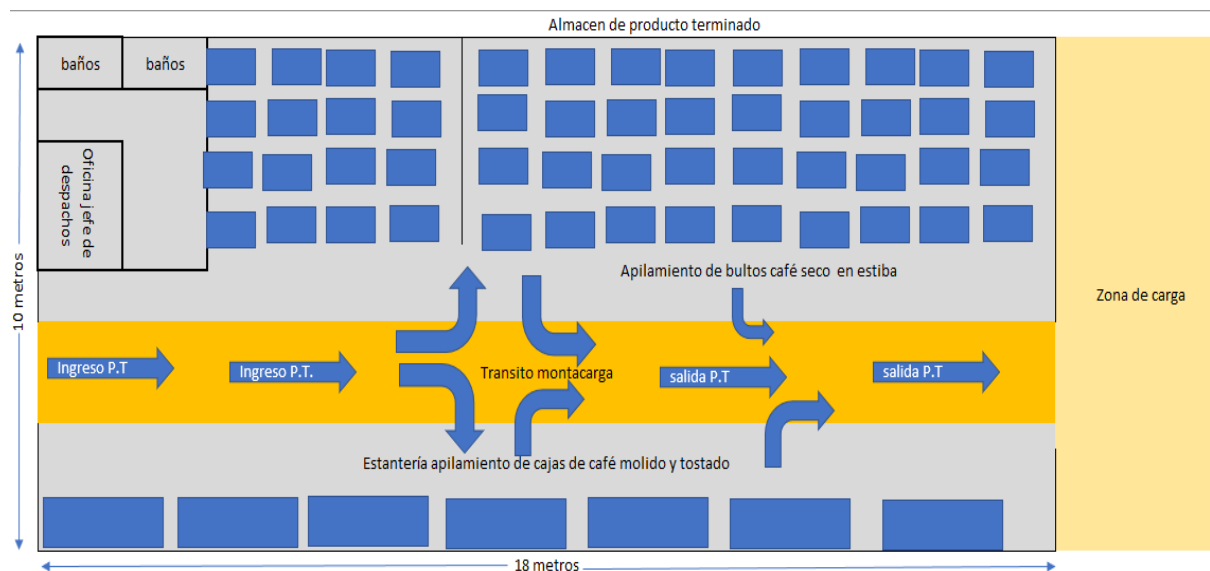 Almacen de producto terminado
baños
baños
Oficina jefe de
despachos
10 metros
Apilamiento de bultos café seco en estiba
Zona de carga
Ingreso P.T
Ingreso P.T.
Transito montacarga
salida P.T
salida P.T
Estantería apilamiento de cajas de café molido y tostado
18 metros